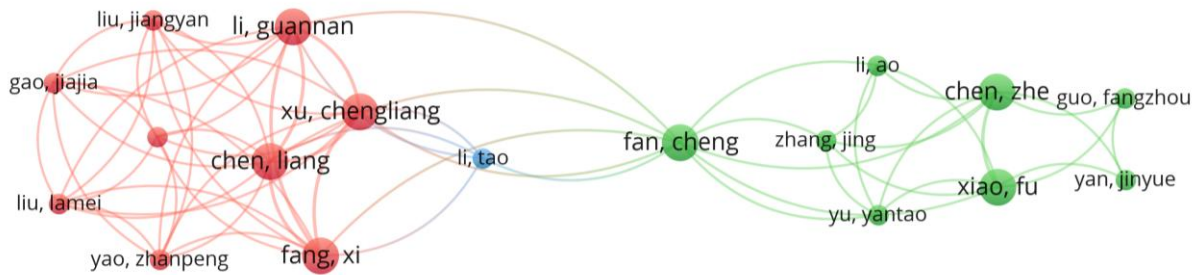 liu, jiangyan
li, guannan
gao, jiajia
xu, chengliang
chen, liang
liu, lamei
yao, zhanpeng
fang, xi
li, tao
fan, cheng
li, ao
chen, zhe
guo, fangzhou
zhang, jing
xiao, fu
yan, jinyue
yu, yantao